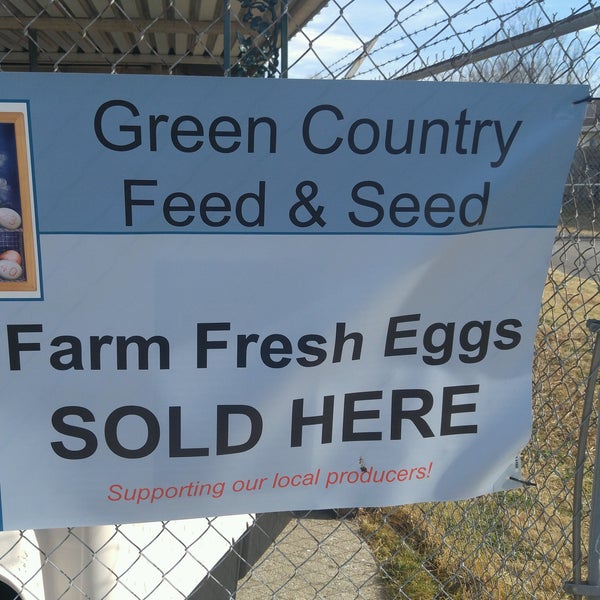 Green Country
Feed & Seed
Farm Fresh Eggs
SOLD HERE
Supporting our local producers!